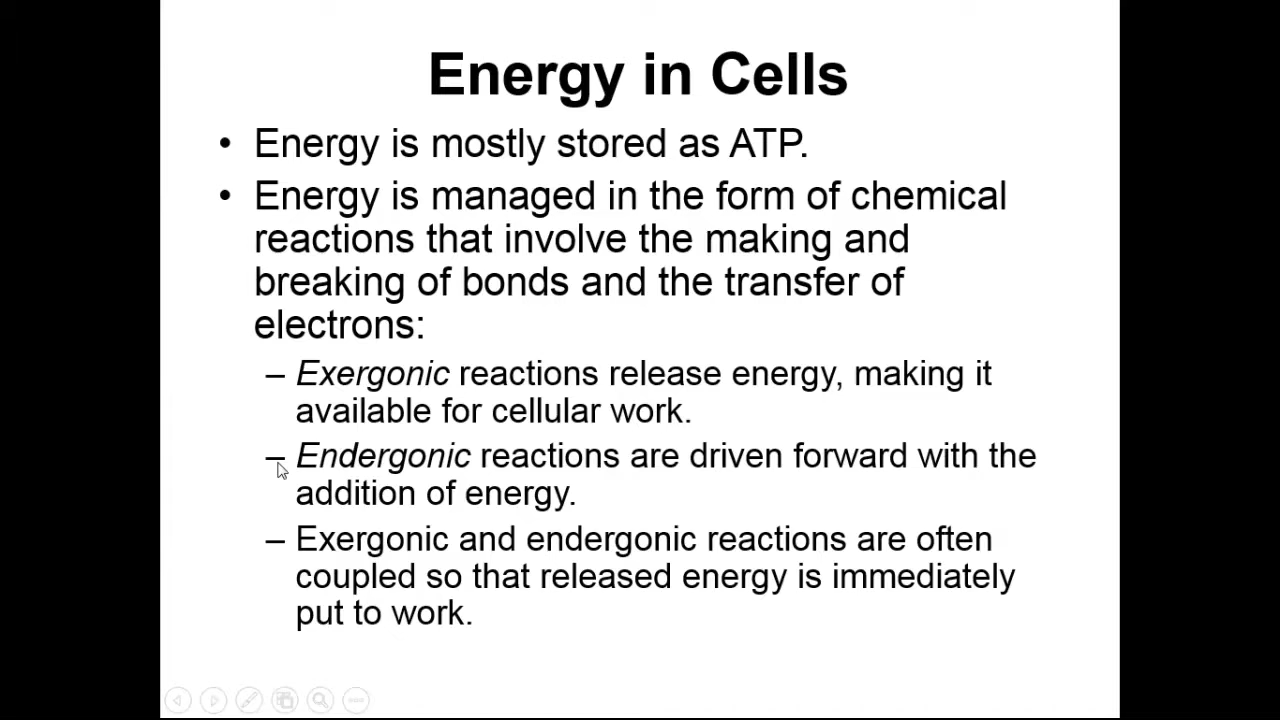 Energy in Cells
• Energy is mostly stored as ATP.
• Energy is managed in the form of chemical
reactions that involve the making and
breaking of bonds and the transfer of
electrons:
– Exergonic reactions release energy, making it
available for cellular work.
– Endergonic reactions are driven forward with the
addition of energy.
– Exergonic and endergonic reactions are often
coupled so that released energy is immediately
put to work.